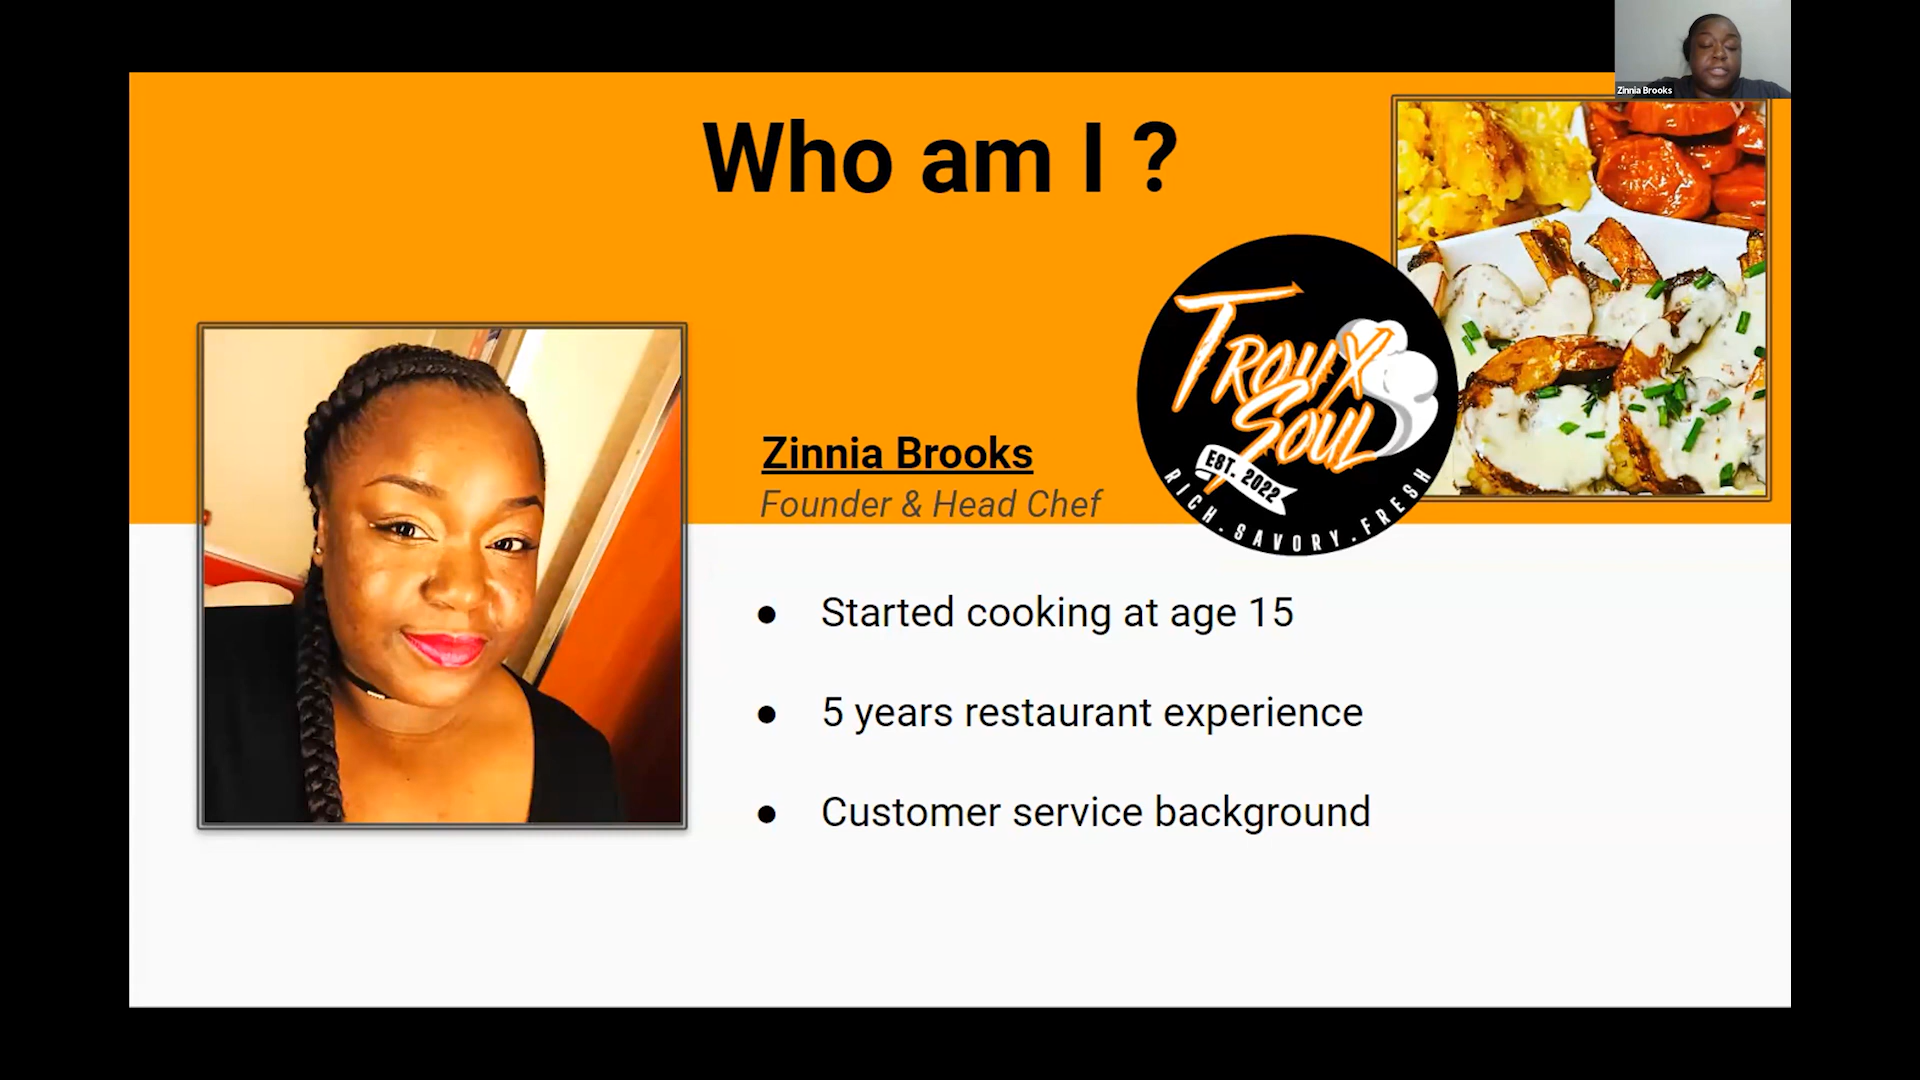 Zinnia Brooks
Who am I ?
TROUX
SOUL
EST. 2022
RICH.SAVORY.FRESH
Zinnia Brooks
Founder & Head Chef
● Started cooking at age 15
● 5 years restaurant experience
● Customer service background